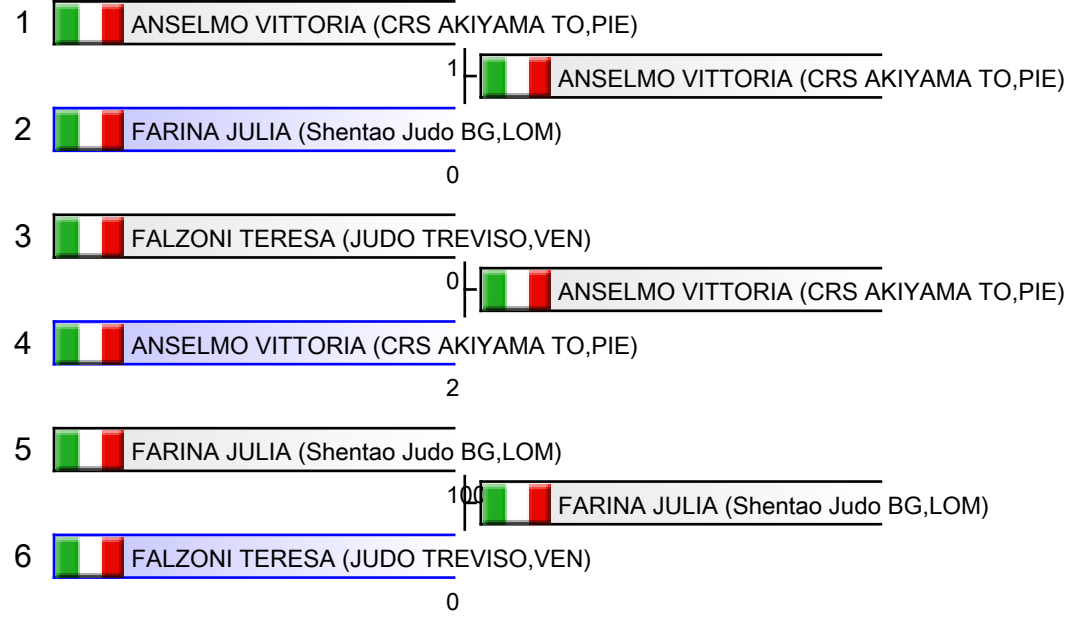 1 ANSELMO VITTORIA (CRS AKIYAMA TO,PIE)
1 ANSELMO VITTORIA (CRS AKIYAMA TO,PIE)
2 FARINA JULIA (Shentao Judo BG,LOM)
0
3 FALZONI TERESA (JUDO TREVISO,VEN)
0 ANSELMO VITTORIA (CRS AKIYAMA TO,PIE)
4 ANSELMO VITTORIA (CRS AKIYAMA TO,PIE)
2
5 FARINA JULIA (Shentao Judo BG,LOM)
100 FARINA JULIA (Shentao Judo BG,LOM)
6 FALZONI TERESA (JUDO TREVISO,VEN)
0